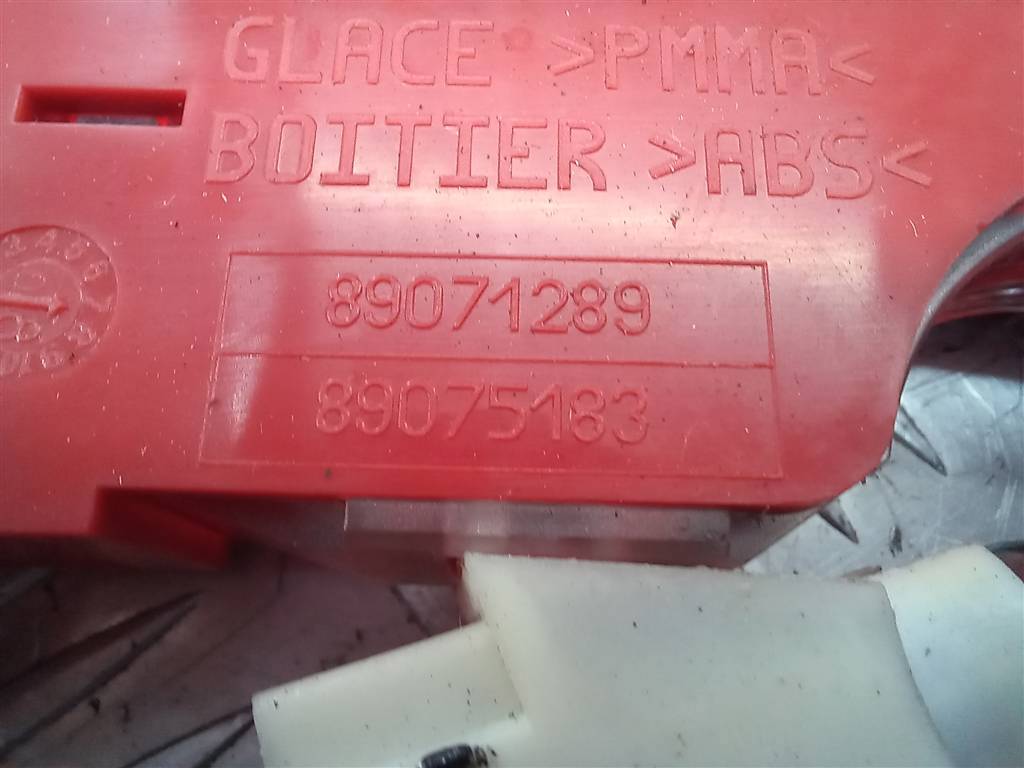 GLACE >PMMA<
BOITIER >ABS<
89071289
89075183